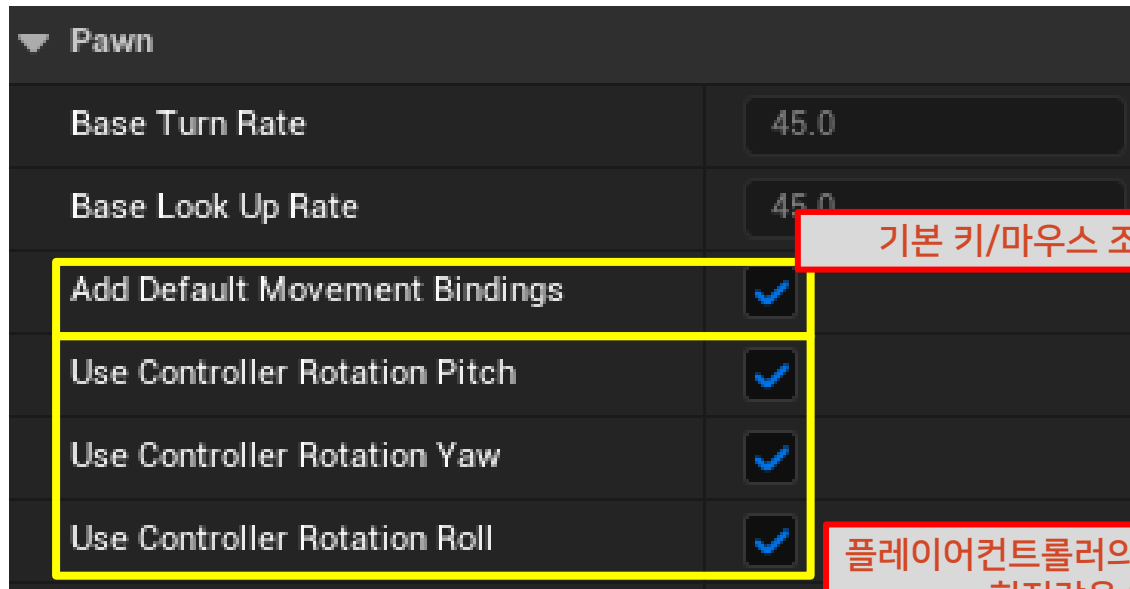 Pawn
Base Turn Rate 45.0
Base Look Up Rate 45.0
기본 키/마우스
Add Default Movement Bindings
Use Controller Rotation Pitch
Use Controller Rotation Yaw
Use Controller Rotation Roll
플레이어컨트롤러의